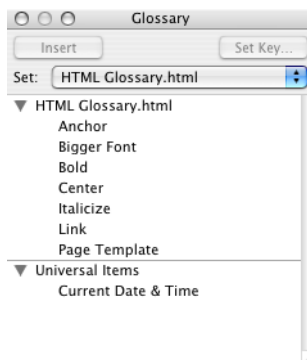 Glossary
Insert Set Key...
Set: HTML Glossary.html
HTML Glossary.html
Anchor
Bigger Font
Bold
Center
Italicize
Link
Page Template
Universal Items
Current Date & Time